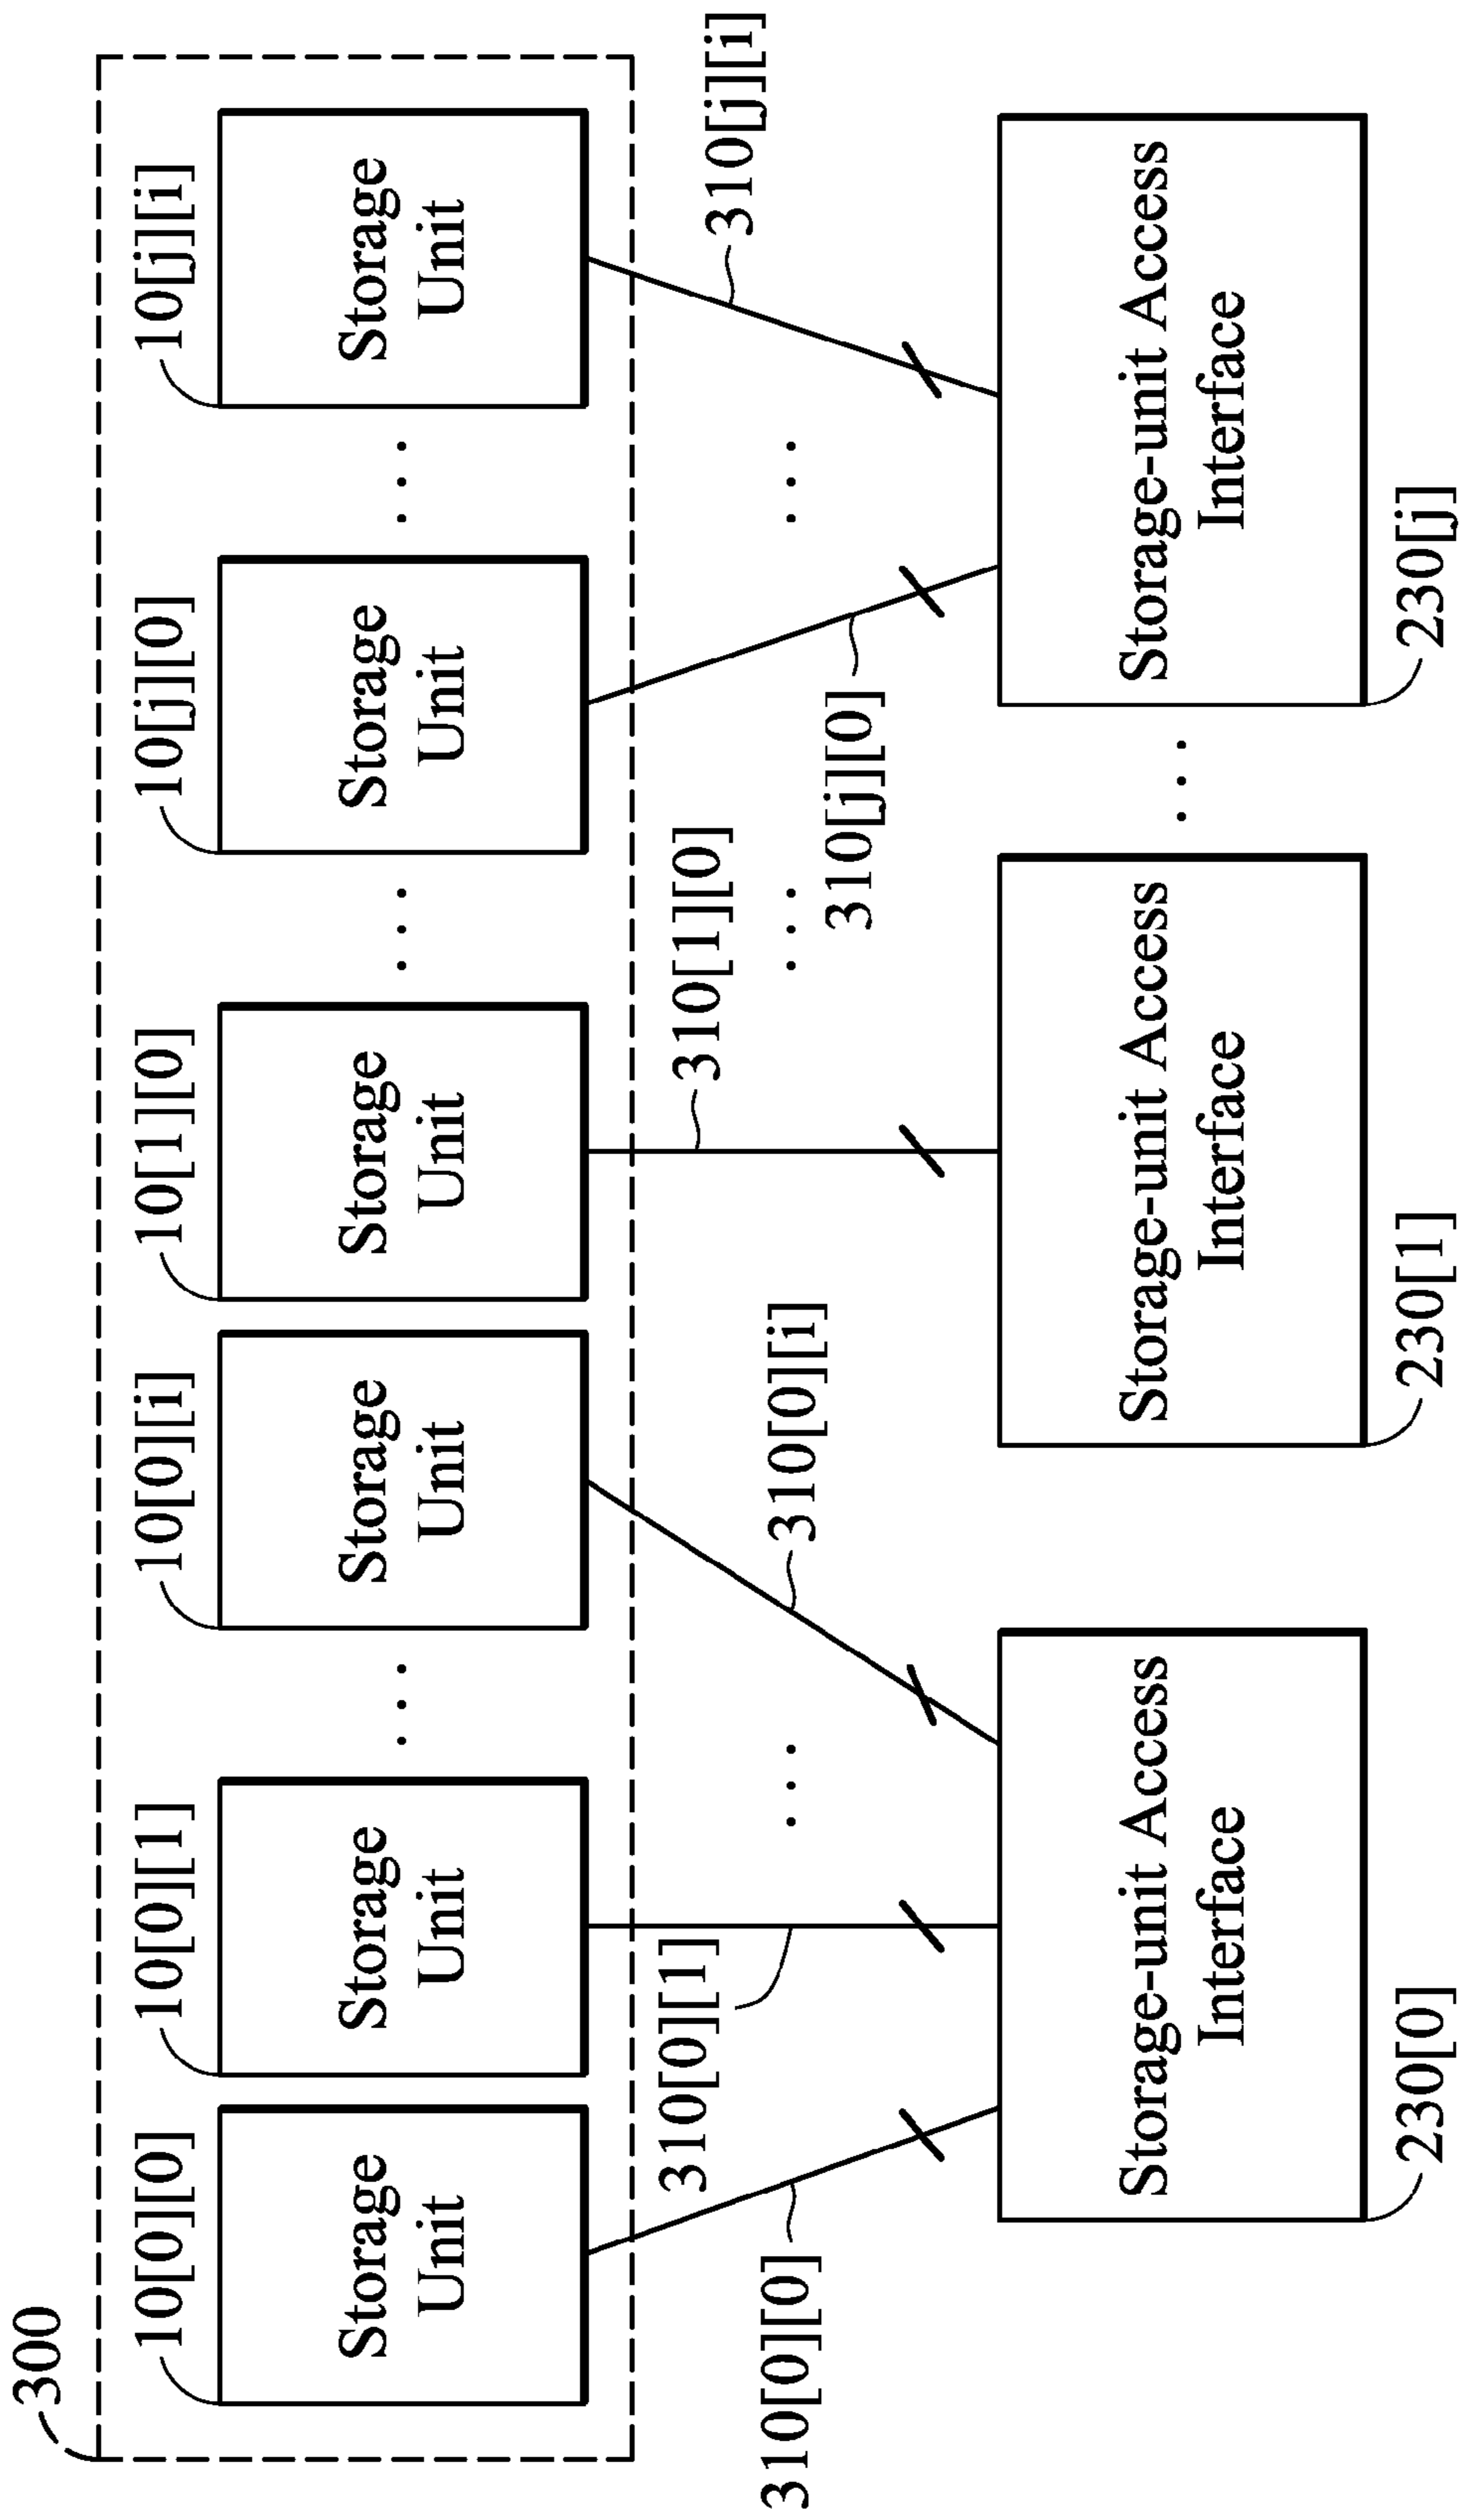 300
10[0][0]
10[0][1]
10[0][i]
10[1][0]
10[j][0]
10[j][i]
Storage
Unit
Storage
Unit
. . .
Storage
Unit
Storage
Unit
. . .
Storage
Unit
. . .
Storage
Unit
310[0][0]
310[0][1]
. . .
310[0][i]
310[1][0]
. . .
310[j][0]
. . .
310[j][i]
Storage-unit Access
Interface
Storage-unit Access
Interface
. . .
Storage-unit Access
Interface
230[0]
230[1]
230[j]